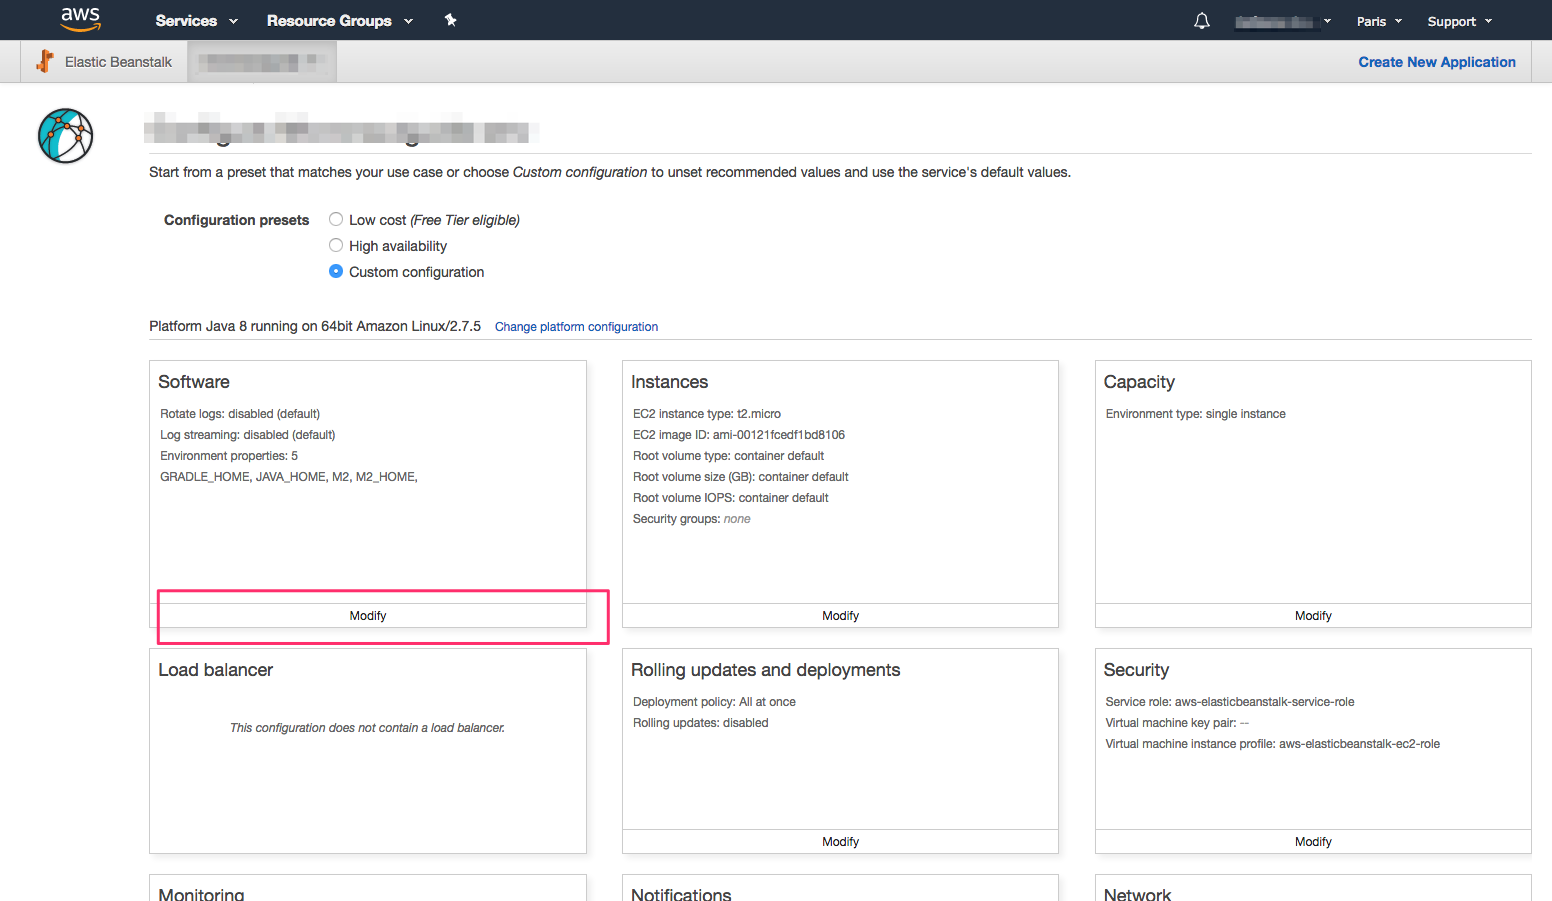 aws Services Resource Groups Paris Support
Elastic Beanstalk Create New Application
Start from a preset that matches your use case or choose Custom configuration to unset recommended values and use the service's default values.
Configuration presets
Low cost (Free Tier eligible)
High availability
Custom configuration
Platform Java 8 running on 64bit Amazon Linux/2.7.5 Change platform configuration
Software
Rotate logs: disabled (default)
Log streaming: disabled (default)
Environment properties: 5
GRADLE_HOME, JAVA_HOME, M2, M2_HOME,
Modify
Instances
EC2 instance type: t2.micro
EC2 image ID: ami-00121fcedf1bd8106
Root volume type: container default
Root volume size (GB): container default
Root volume IOPS: container default
Security groups: none
Modify
Capacity
Environment type: single instance
Modify
Load balancer
This configuration does not contain a load balancer.
Rolling updates and deployments
Deployment policy: All at once
Rolling updates: disabled
Modify
Security
Service role: aws-elasticbeanstalk-service-role
Virtual machine key pair: --
Virtual machine instance profile: aws-elasticbeanstalk-ec2-role
Modify
Monitoring
Notifications
Network